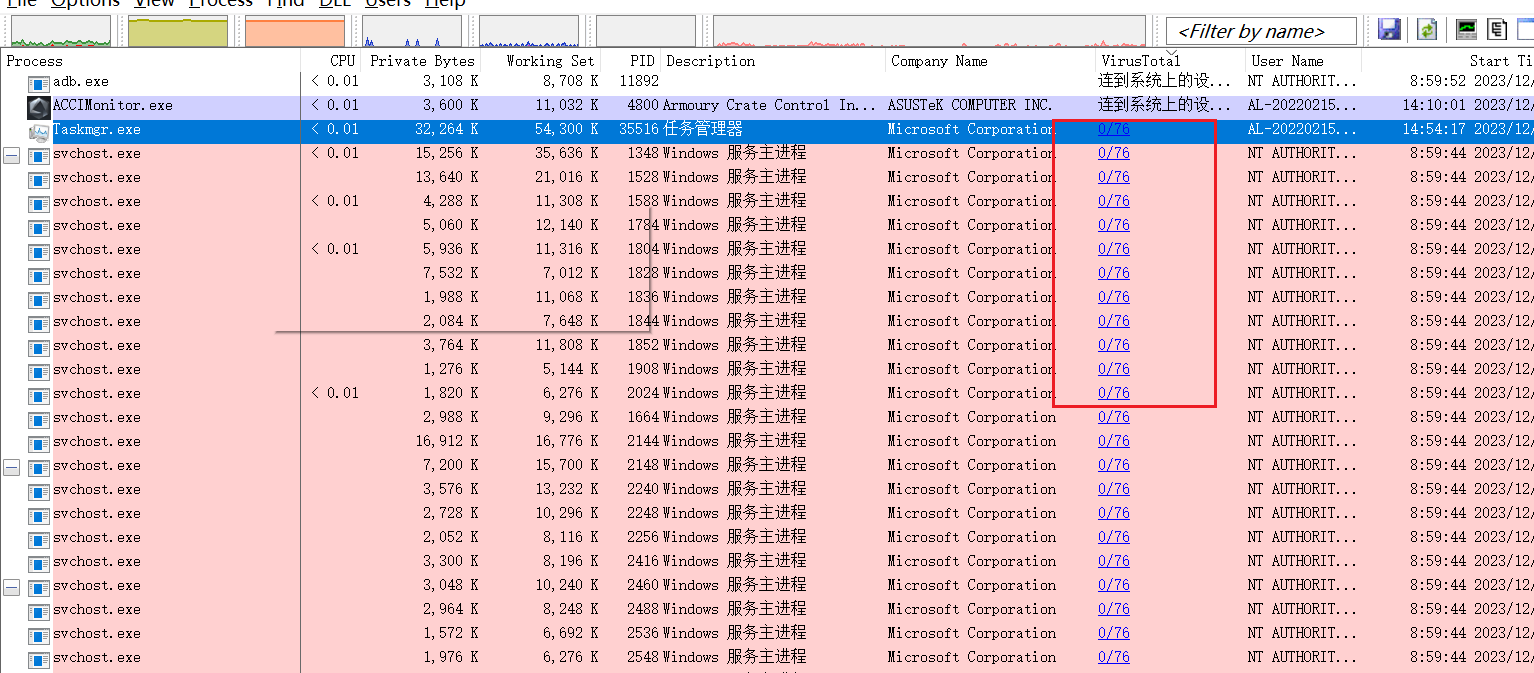 File Options View Process Find DLL Users Help
<Filter by name>
Process CPU Private Bytes Working Set PID Description Company Name VirusTotal User Name Start Ti
adb.exe < 0.01 3,108 K 8,708 K 11892 连到系统上的设... NT AUTHORIT... 8:59:52 2023/12/
ACCIMonitor.exe < 0.01 3,600 K 11,032 K 4800 Armoury Crate Control In... ASUSTeK COMPUTER INC. 连到系统上的设... AL-20220215... 14:10:01 2023/12/
Taskmgr.exe < 0.01 32,264 K 54,300 K 35516 任务管理器 Microsoft Corporation 0/76 AL-20220215... 14:54:17 2023/12/
svchost.exe < 0.01 15,256 K 35,636 K 1348 Windows 服务主进程 Microsoft Corporation 0/76 NT AUTHORIT... 8:59:44 2023/12/
svchost.exe 13,640 K 21,016 K 1528 Windows 服务主进程 Microsoft Corporation 0/76 NT AUTHORIT... 8:59:44 2023/12/
svchost.exe < 0.01 4,288 K 11,308 K 1588 Windows 服务主进程 Microsoft Corporation 0/76 NT AUTHORIT... 8:59:44 2023/12/
svchost.exe 5,060 K 12,140 K 1784 Windows 服务主进程 Microsoft Corporation 0/76 NT AUTHORIT... 8:59:44 2023/12/
svchost.exe < 0.01 5,936 K 11,316 K 1804 Windows 服务主进程 Microsoft Corporation 0/76 NT AUTHORIT... 8:59:44 2023/12/
svchost.exe 7,532 K 7,012 K 1828 Windows 服务主进程 Microsoft Corporation 0/76 NT AUTHORIT... 8:59:44 2023/12/
svchost.exe 1,988 K 11,068 K 1836 Windows 服务主进程 Microsoft Corporation 0/76 NT AUTHORIT... 8:59:44 2023/12/
svchost.exe 2,084 K 7,648 K 1844 Windows 服务主进程 Microsoft Corporation 0/76 NT AUTHORIT... 8:59:44 2023/12/
svchost.exe 3,764 K 11,808 K 1852 Windows 服务主进程 Microsoft Corporation 0/76 NT AUTHORIT... 8:59:44 2023/12/
svchost.exe 1,276 K 5,144 K 1908 Windows 服务主进程 Microsoft Corporation 0/76 NT AUTHORIT... 8:59:44 2023/12/
svchost.exe < 0.01 1,820 K 6,276 K 2024 Windows 服务主进程 Microsoft Corporation 0/76 NT AUTHORIT... 8:59:44 2023/12/
svchost.exe 2,988 K 9,296 K 1664 Windows 服务主进程 Microsoft Corporation 0/76 NT AUTHORIT... 8:59:44 2023/12/
svchost.exe 16,912 K 16,776 K 2144 Windows 服务主进程 Microsoft Corporation 0/76 NT AUTHORIT... 8:59:44 2023/12/
svchost.exe 7,200 K 15,700 K 2148 Windows 服务主进程 Microsoft Corporation 0/76 NT AUTHORIT... 8:59:44 2023/12/
svchost.exe 3,576 K 13,232 K 2240 Windows 服务主进程 Microsoft Corporation 0/76 NT AUTHORIT... 8:59:44 2023/12/
svchost.exe 2,728 K 10,296 K 2248 Windows 服务主进程 Microsoft Corporation 0/76 NT AUTHORIT... 8:59:44 2023/12/
svchost.exe 2,052 K 8,116 K 2256 Windows 服务主进程 Microsoft Corporation 0/76 NT AUTHORIT... 8:59:44 2023/12/
svchost.exe 3,300 K 8,196 K 2416 Windows 服务主进程 Microsoft Corporation 0/76 NT AUTHORIT... 8:59:44 2023/12/
svchost.exe 3,048 K 10,240 K 2460 Windows 服务主进程 Microsoft Corporation 0/76 NT AUTHORIT... 8:59:44 2023/12/
svchost.exe 2,964 K 8,248 K 2488 Windows 服务主进程 Microsoft Corporation 0/76 NT AUTHORIT... 8:59:44 2023/12/
svchost.exe 1,572 K 6,692 K 2536 Windows 服务主进程 Microsoft Corporation 0/76 NT AUTHORIT... 8:59:44 2023/12/
svchost.exe 1,976 K 6,276 K 2548 Windows 服务主进程 Microsoft Corporation 0/76 NT AUTHORIT... 8:59:44 2023/12/